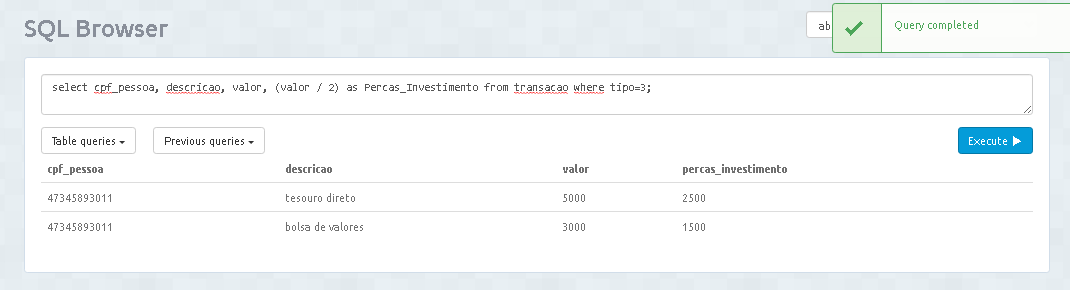 SQL Browser
ab
Query completed
select cpf_pessoa, descricao, valor, (valor / 2) as Percas_Investimento from transacao where tipo=3;
Table queries
Previous queries
Execute
cpf_pessoa descricao valor percas_investimento
47345893011 tesouro direto 5000 2500
47345893011 bolsa de valores 3000 1500